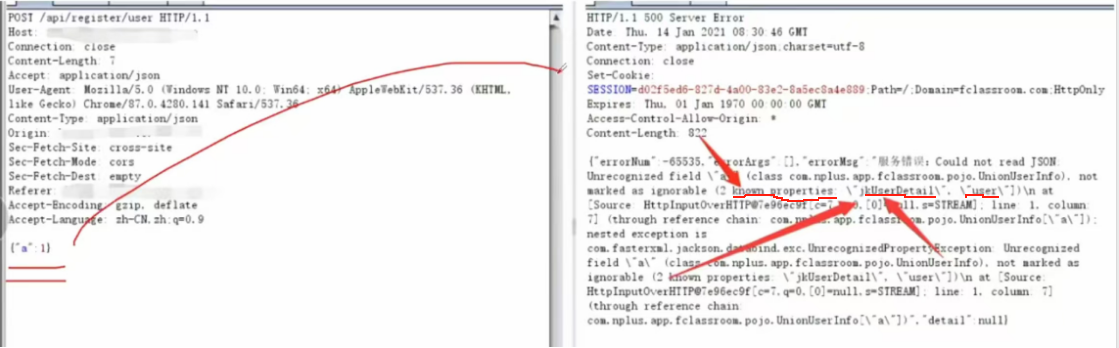 POST /api/register/user HTTP/1.1
Host:
Connection: close
Content-Length: 7
Accept: application/json
User-Agent: Mozilla/5.0 (Windows NT 10.0; Win64; x64) AppleWebKit/537.36 (KHTML,
like Gecko) Chrome/87.0.4280.141 Safari/537.36
Content-Type: application/json
Origin:
Sec-Fetch-Site: cross-site
Sec-Fetch-Mode: cors
Sec-Fetch-Dest: empty
Referer:
Accept-Encoding: gzip, deflate
Accept-Language: zh-CN,zh;q=0.9
{"a":1}
HTTP/1.1 500 Server Error
Date: Thu, 14 Jan 2021 08:30:46 GMT
Content-Type: application/json;charset=utf-8
Connection: close
Set-Cookie:
SESSION=d02f5ed6-827d-4a00-83e2-8a5ec8a4e889;Path=/;Domain=fclassroom.com;HttpOnly
Expires: Thu, 01 Jan 1970 00:00:00 GMT
Access-Control-Allow-Origin: *
Content-Length: 822
{"errorNum":-65535,"errorArgs":[],"errorMsg":"服务错误：Could not read JSON:
Unrecognized field \"a\" (class com.nplus.app.fclassroom.pojo.UnionUserInfo), not
marked as ignorable (2 known properties: \"jkUserDetail\", \"user\"])\n at
[Source: HttpInputOverHTTP@7e96ec9f[c=7,q=0,[0]=null,s=STREAM]; line: 1, column:
7] (through reference chain: com.nplus.app.fclassroom.pojo.UnionUserInfo[\"a\"]);
nested exception is
com.fasterxml.jackson.databind.exc.UnrecognizedPropertyException: Unrecognized
field \"a\" (class com.nplus.app.fclassroom.pojo.UnionUserInfo), not marked as
ignorable (2 known properties: \"jkUserDetail\", \"user\"])\n at [Source:
HttpInputOverHTTP@7e96ec9f[c=7,q=0,[0]=null,s=STREAM]; line: 1, column: 7]
(through reference chain:
com.nplus.app.fclassroom.pojo.UnionUserInfo[\"a\"])","detail":null}